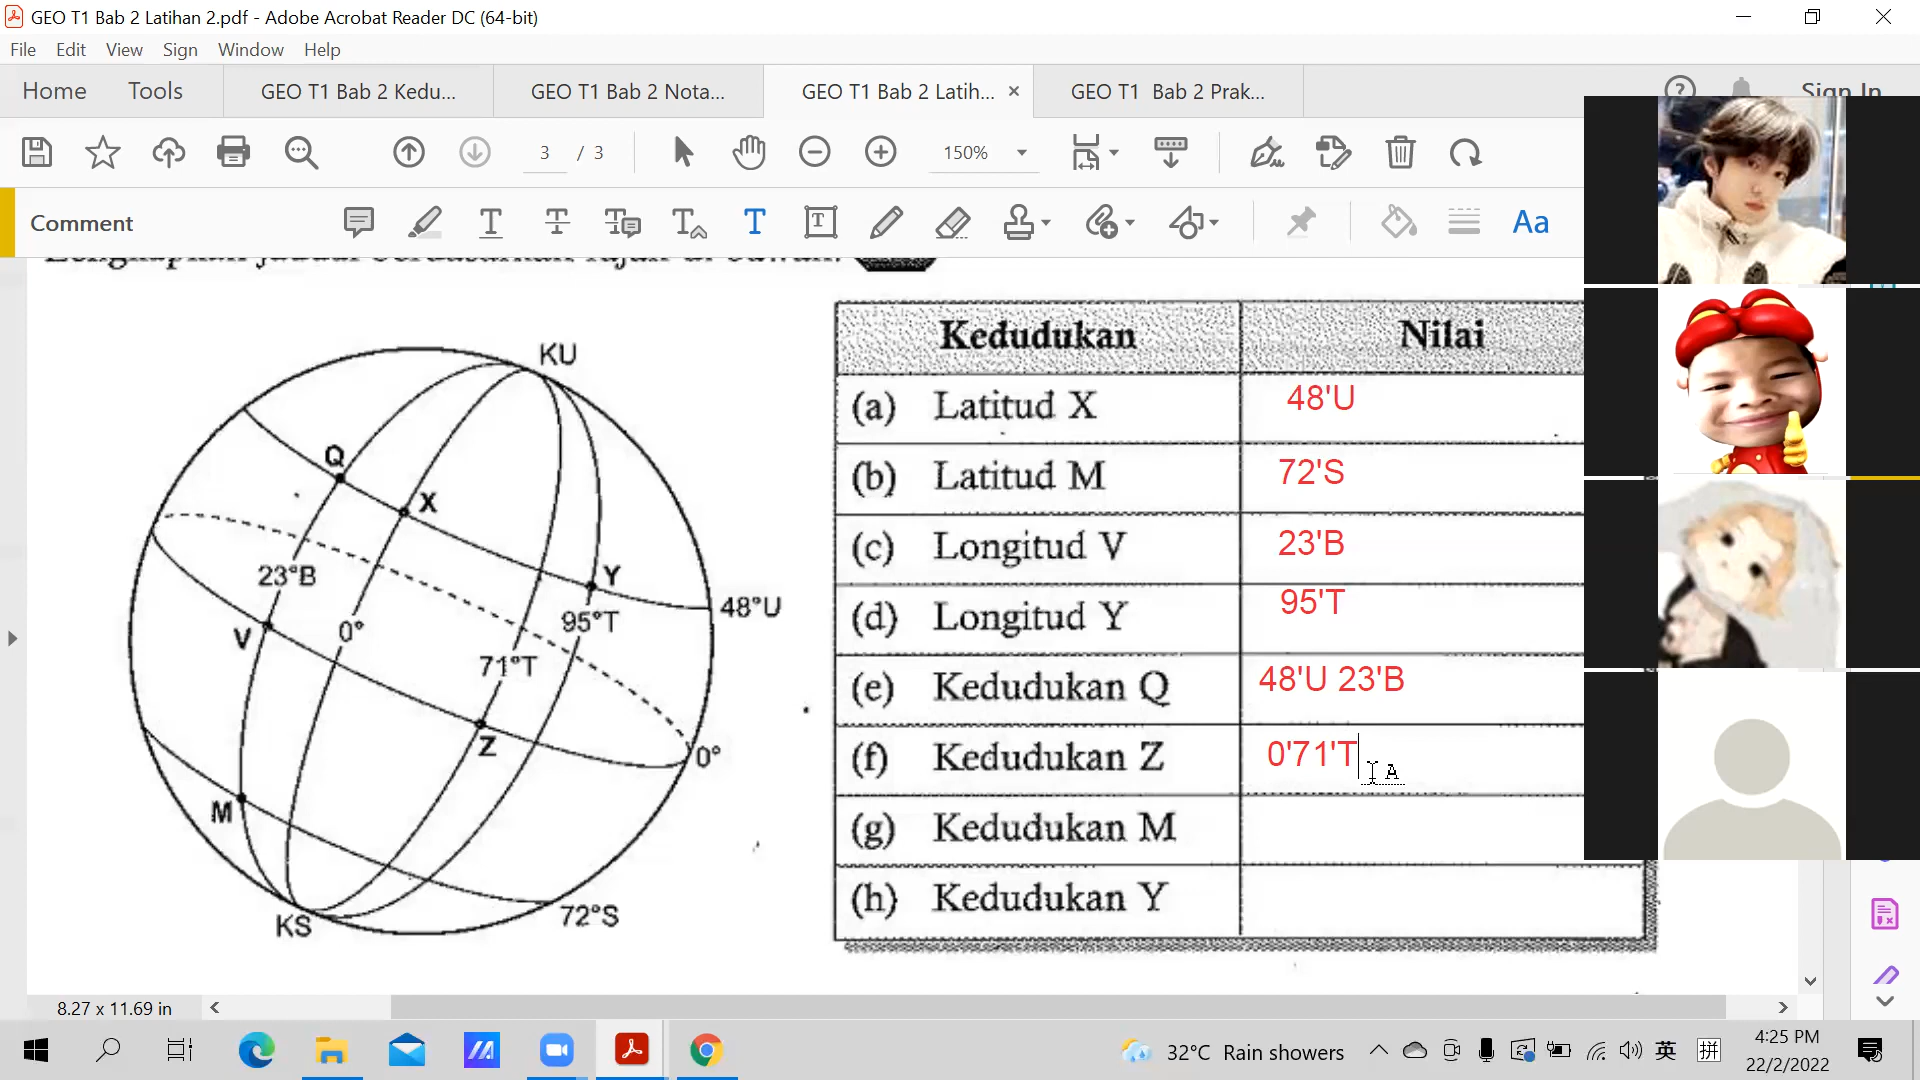 GEO T1 Bab 2 Latihan 2.pdf - Adobe Acrobat Reader DC (64-bit)
File Edit View Sign Window Help
Home Tools GEO T1 Bab 2 Kedu... GEO T1 Bab 2 Nota... GEO T1 Bab 2 Latih... GEO T1 Bab 2 Prak... Sign In
3 / 3 150%
Comment
Aa
Kedudukan Nilai
(a) Latitud X 48'U
(b) Latitud M 72'S
(c) Longitud V 23'B
(d) Longitud Y 95'T
(e) Kedudukan Q 48'U 23'B
(f) Kedudukan Z 0'71'T
(g) Kedudukan M
(h) Kedudukan Y
KU
Q
X
23°B
Y
48°U
95°T
V
0°
71°T
Z
0°
M
KS
72°S
8.27 x 11.69 in
32°C Rain showers
英
拼
4:25 PM
22/2/2022